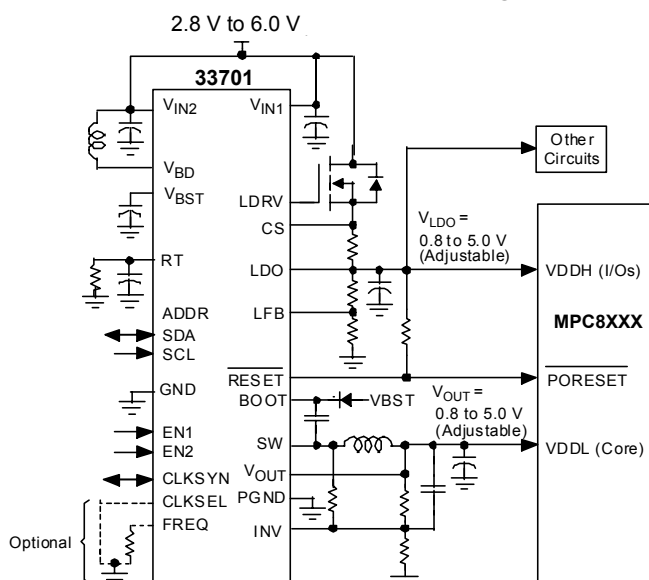 2.8 V to 6.0 V
33701
VIN2
VIN1
VBD
VBST
LDRV
CS
Other
Circuits
VLDO =
0.8 to 5.0 V
(Adjustable)
RT
LDO
VDDH (I/Os)
ADDR
LFB
MPC8XXX
SDA
SCL
RESET
PORESET
GND
BOOT
VBST
VOUT =
0.8 to 5.0 V
(Adjustable)
EN1
EN2
SW
VDDL (Core)
CLKSYN
VOUT
CLKSEL
PGND
FREQ
INV
Optional